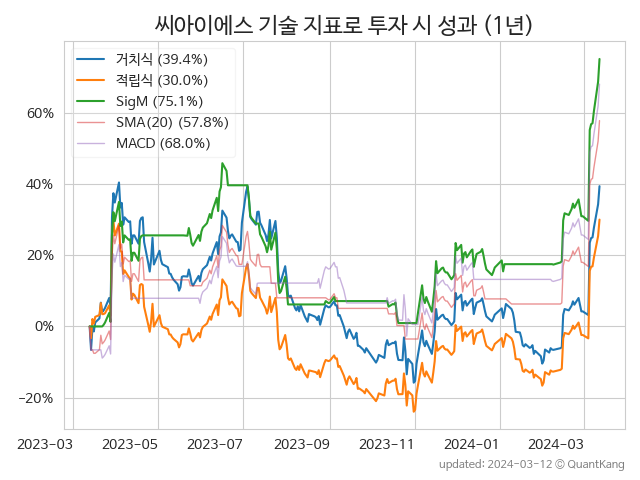 씨아이에스 기술 지표로 투자 시 성과 (1년)
거치식 (39.4%)
적립식 (30.0%)
SigM (75.1%)
SMA(20) (57.8%)
MACD (68.0%)
60%
40%
20%
0%
−20%
2023-03
2023-05
2023-07
2023-09
2023-11
2024-01
2024-03
updated: 2024-03-12 © QuantKang